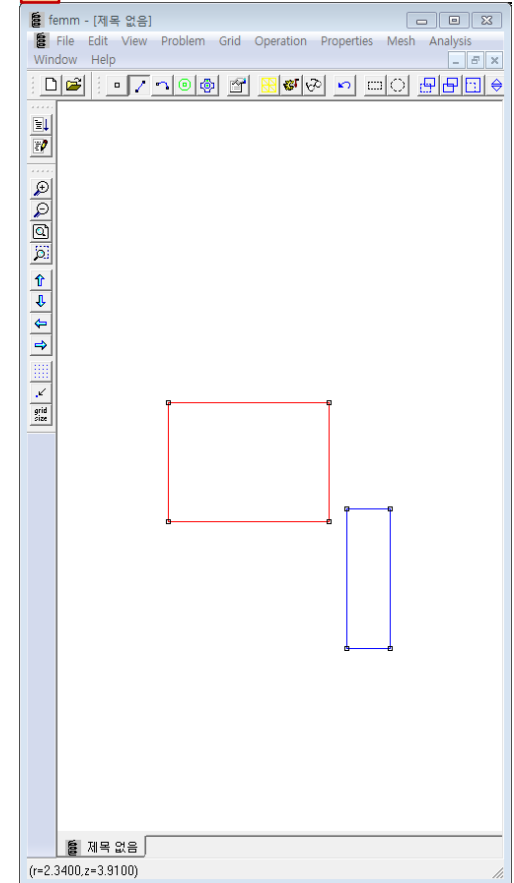 femm - [제목 없음]
File Edit View Problem Grid Operation Properties Mesh Analysis
Window Help
grid
size
제목 없음
(r=2.3400,z=3.9100)